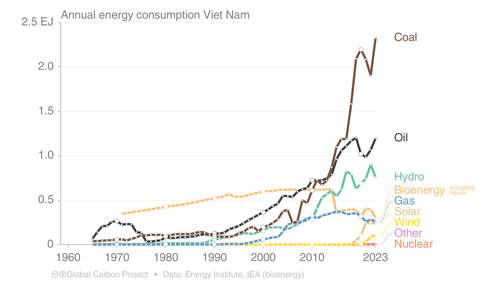 Annual energy consumption Viet Nam
2.5 EJ
2.0
1.5
1.0
0.5
0
1960
1970
1980
1990
2000
2010
2023
Coal
Oil
Hydro
Bioenergy excluding liquids
Gas
Solar
Wind
Other
Nuclear
Global Carbon Project • Data: Energy Institute, IEA (bioenergy)